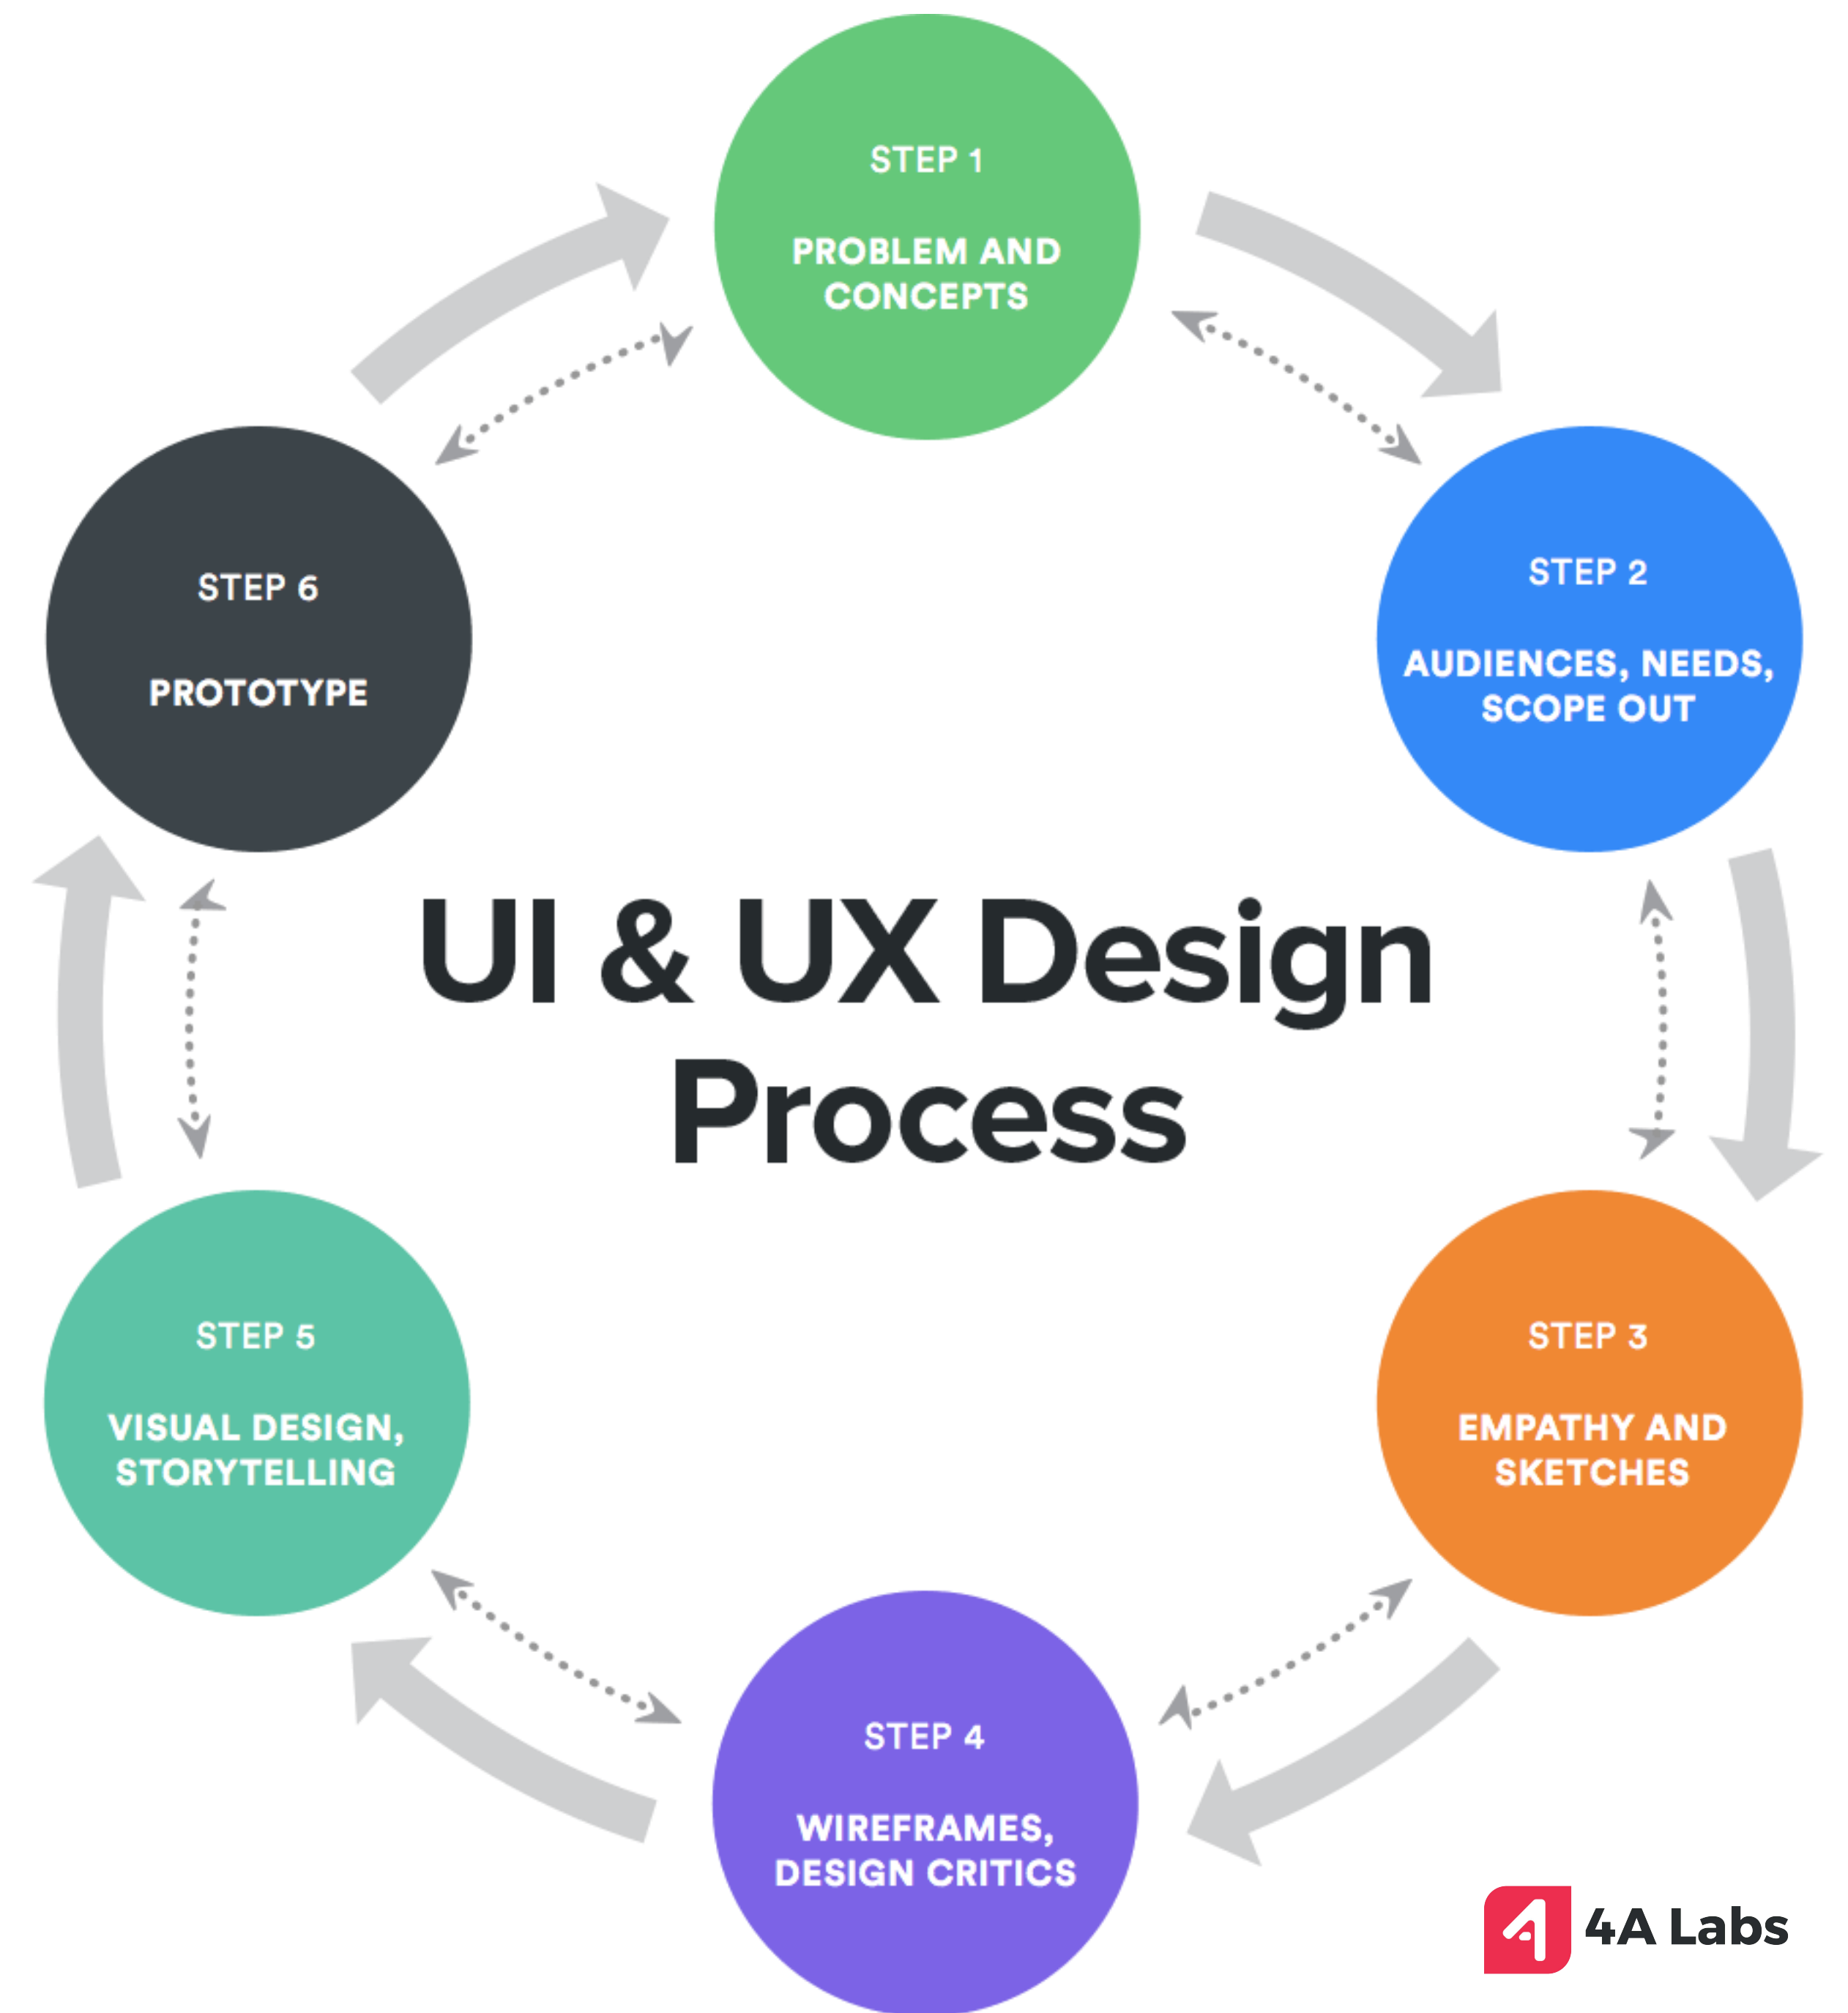 STEP 1
PROBLEM AND
CONCEPTS
STEP 2
AUDIENCES, NEEDS,
SCOPE OUT
STEP 3
EMPATHY AND
SKETCHES
STEP 4
WIREFRAMES,
DESIGN CRITICS
STEP 5
VISUAL DESIGN,
STORYTELLING
STEP 6
PROTOTYPE
UI & UX Design
Process
4A Labs